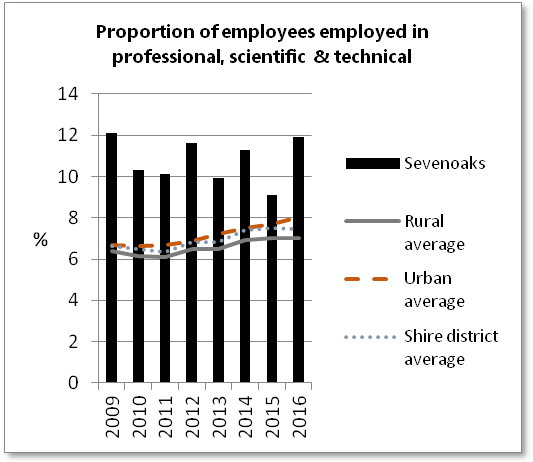 Proportion of employees employed in
professional, scientific & technical
14
12
10
8
6
4
2
0
%
2009
2010
2011
2012
2013
2014
2015
2016
Sevenoaks
Rural
average
Urban
average
Shire district
average